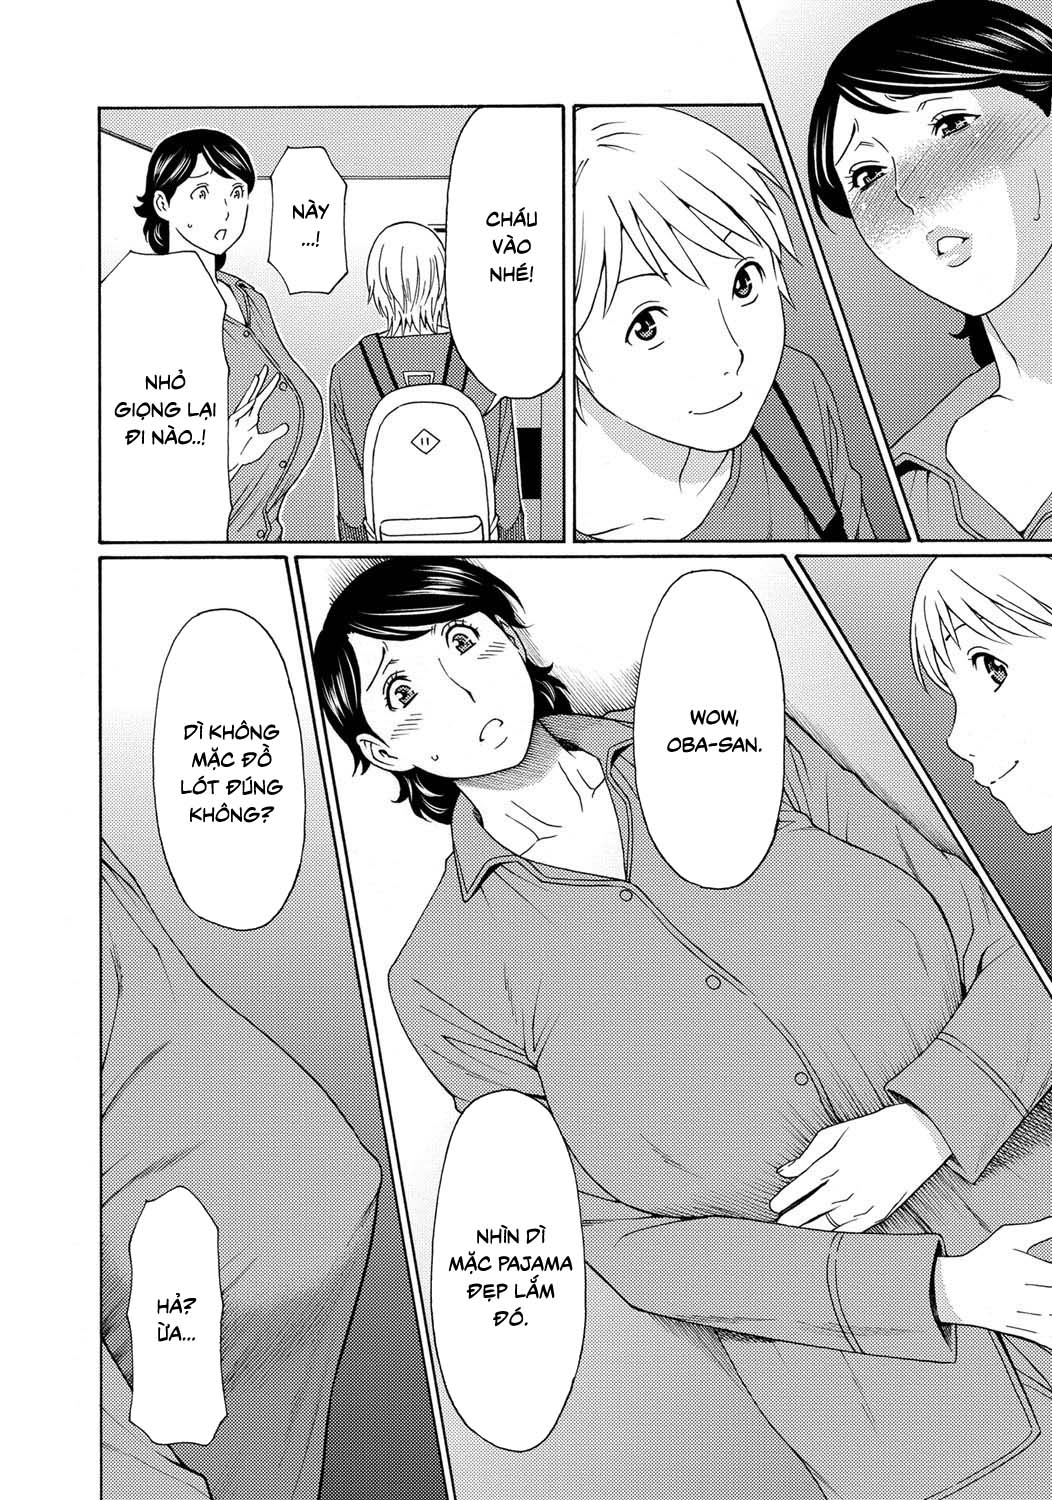 CHÁU
VÀO
NHÉ!
NÀY
...!
NHỎ
GIỌNG LẠI
ĐI NÀO..!
WOW,
OBA-SAN.
NHÌN DÌ
MẶC PAJAMA
ĐẸP LẮM
ĐÓ.
DÌ KHÔNG
MẶC ĐỒ
LÓT ĐÚNG
KHÔNG?
HẢ?
ỪA...